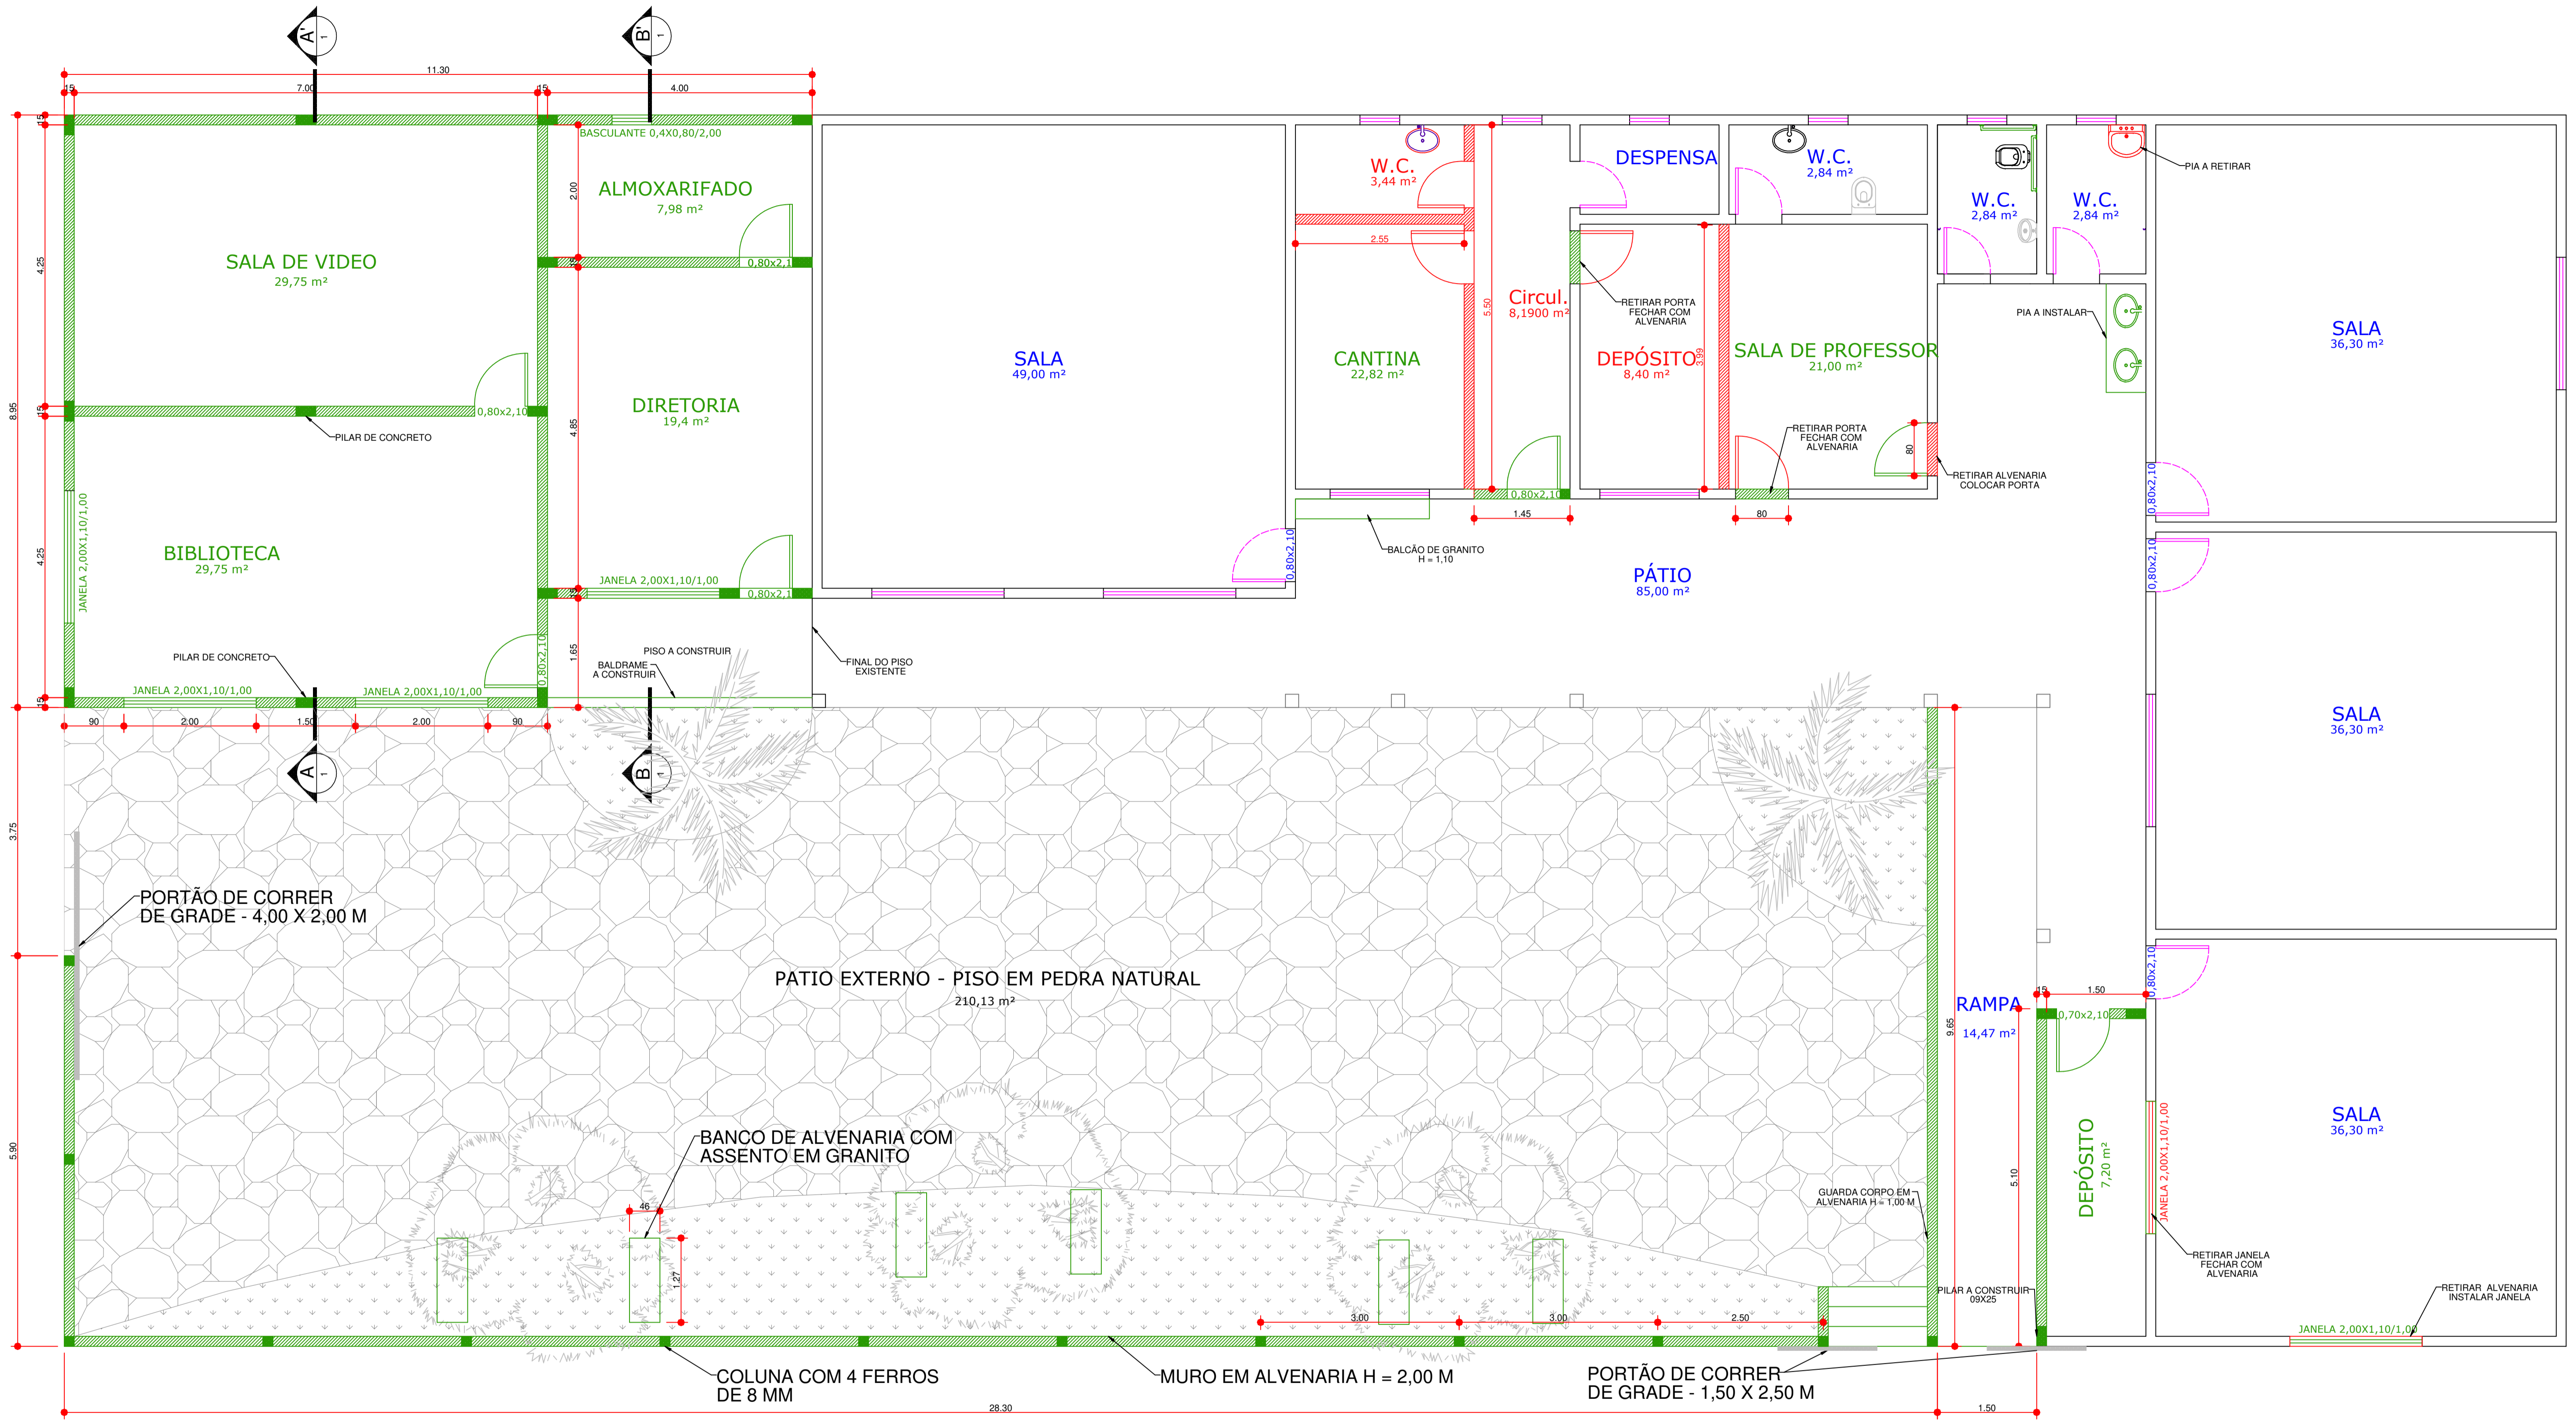 A'
1
B'
1
11.30
15
7.00
15
4.00
15
BASCULANTE 0,4X0,80/2,00
ALMOXARIFADO
7,98 m²
2.00
SALA DE VIDEO
29,75 m²
4.25
15
0,80x2,1
W.C.
3,44 m²
DESPENSA
W.C.
2,84 m²
W.C.
2,84 m²
W.C.
2,84 m²
PIA A RETIRAR
2.55
Circul.
8,1900 m²
5.50
RETIRAR PORTA
FECHAR COM
ALVENARIA
PIA A INSTALAR
SALA
36,30 m²
SALA
49,00 m²
CANTINA
22,82 m²
DEPÓSITO
8,40 m²
3.99
SALA DE PROFESSOR
21,00 m²
8.95
15
0,80x2,10
PILAR DE CONCRETO
DIRETORIA
19,4 m²
4.85
RETIRAR PORTA
FECHAR COM
ALVENARIA
80
RETIRAR ALVENARIA
COLOCAR PORTA
0,80x2,10
0,80x2,10
1.45
80
BALCÃO DE GRANITO
H = 1,10
0,80x2,10
0,80x2,10
JANELA 2,00X1,10/1,00
4.25
BIBLIOTECA
29,75 m²
JANELA 2,00X1,10/1,00
15
0,80x2,1
PÁTIO
85,00 m²
PILAR DE CONCRETO
0,80x2,10
1.65
PISO A CONSTRUIR
BALDRAME
A CONSTRUIR
FINAL DO PISO
EXISTENTE
15
JANELA 2,00X1,10/1,00
JANELA 2,00X1,10/1,00
90
2.00
1.50
2.00
90
A
1
B
1
SALA
36,30 m²
3.75
PORTÃO DE CORRER
DE GRADE - 4,00 X 2,00 M
PATIO EXTERNO - PISO EM PEDRA NATURAL
210,13 m²
0,80x2,10
15
1.50
RAMPA
14,47 m²
9.65
0,70x2,10
5.90
BANCO DE ALVENARIA COM
ASSENTO EM GRANITO
46
1.27
GUARDA CORPO EM
ALVENARIA H = 1,00 M
5.10
DEPÓSITO
7,20 m²
JANELA 2,00X1,10/1,00
SALA
36,30 m²
RETIRAR JANELA
FECHAR COM
ALVENARIA
PILAR A CONSTRUIR
09X25
RETIRAR ALVENARIA
INSTALAR JANELA
JANELA 2,00X1,10/1,00
3.00
3.00
2.50
COLUNA COM 4 FERROS
DE 8 MM
MURO EM ALVENARIA H = 2,00 M
PORTÃO DE CORRER
DE GRADE - 1,50 X 2,50 M
28.30
1.50